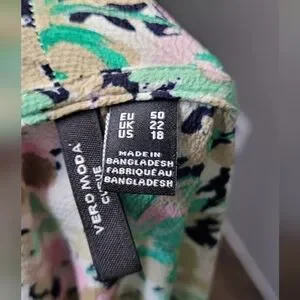 EU 50
UK 22
US 18
MADE IN
BANGLADESH
FABRIQUÉ AU
BANGLADESH
VERO MODA
CURVE